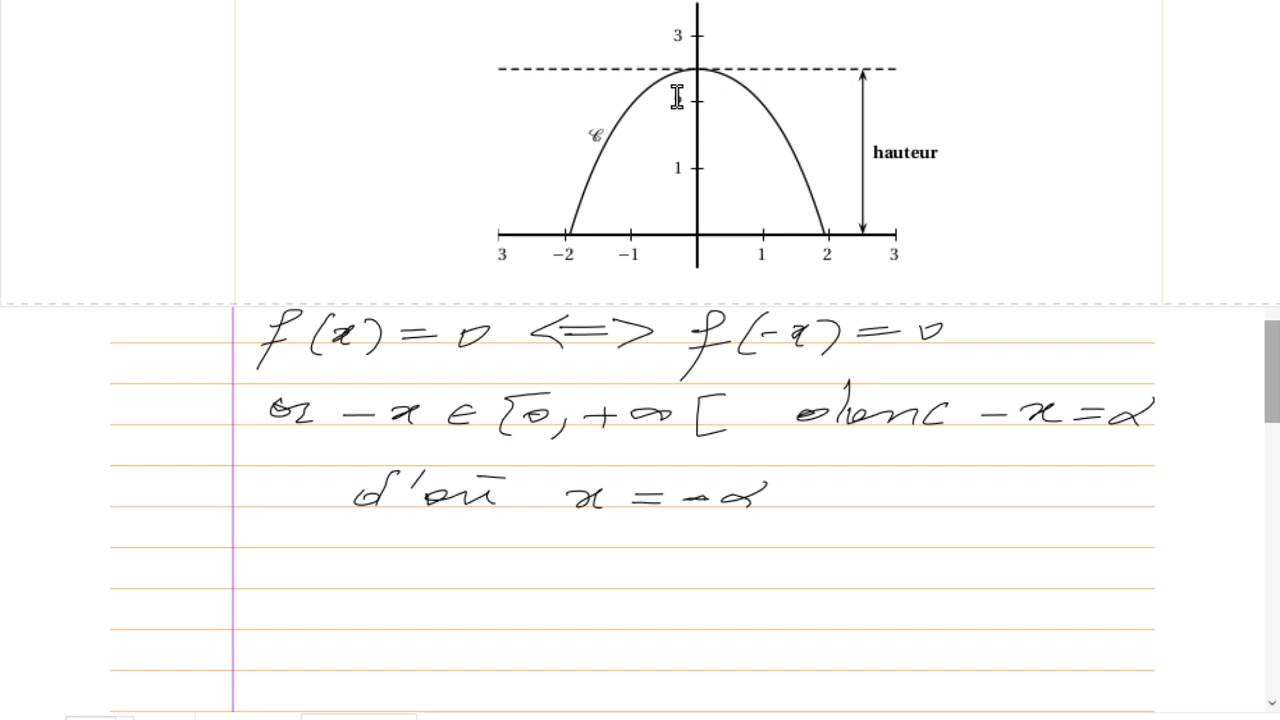 3
𝒞
hauteur
1
3 −2 −1 1 2 3
f(x) = 0 <=> f(-x) = 0
or -x ∈ [0, +∞[ donc -x = α
d'où x = -α